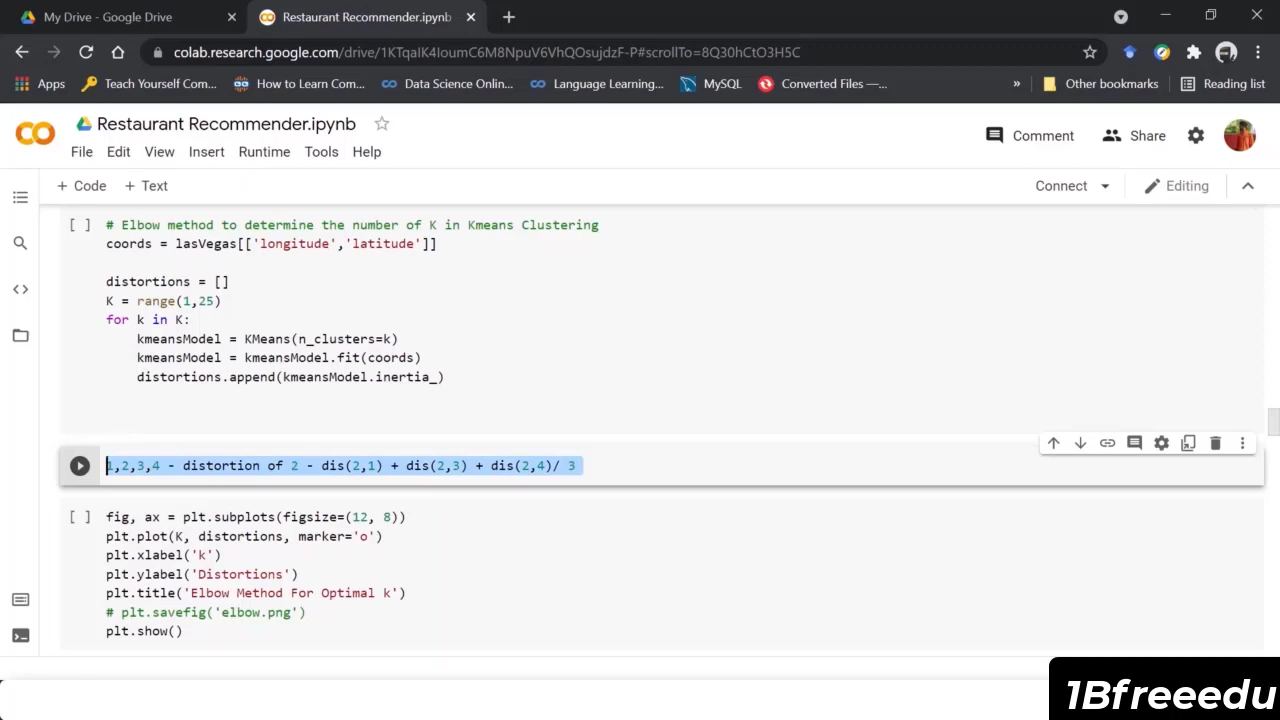 My Drive - Google Drive
Restaurant Recommender.ipynb
colab.research.google.com/drive/1KTqaIK4IoumC6M8NpuV6VhQOsujdzF-P#scrollTo=8Q30hCtO3H5C
Apps Teach Yourself Com... How to Learn Com... Data Science Onlin... Language Learning... MySQL Converted Files —... » Other bookmarks Reading list
CO Restaurant Recommender.ipynb
Comment Share
File Edit View Insert Runtime Tools Help
+ Code + Text Connect Editing
[ ] # Elbow method to determine the number of K in Kmeans Clustering
coords = lasVegas[['longitude','latitude']]
distortions = []
K = range(1,25)
for k in K:
kmeansModel = KMeans(n_clusters=k)
kmeansModel = kmeansModel.fit(coords)
distortions.append(kmeansModel.inertia_)
1,2,3,4 - distortion of 2 - dis(2,1) + dis(2,3) + dis(2,4)/ 3
[ ] fig, ax = plt.subplots(figsize=(12, 8))
plt.plot(K, distortions, marker='o')
plt.xlabel('k')
plt.ylabel('Distortions')
plt.title('Elbow Method For Optimal k')
# plt.savefig('elbow.png')
plt.show()
1Bfreeedu